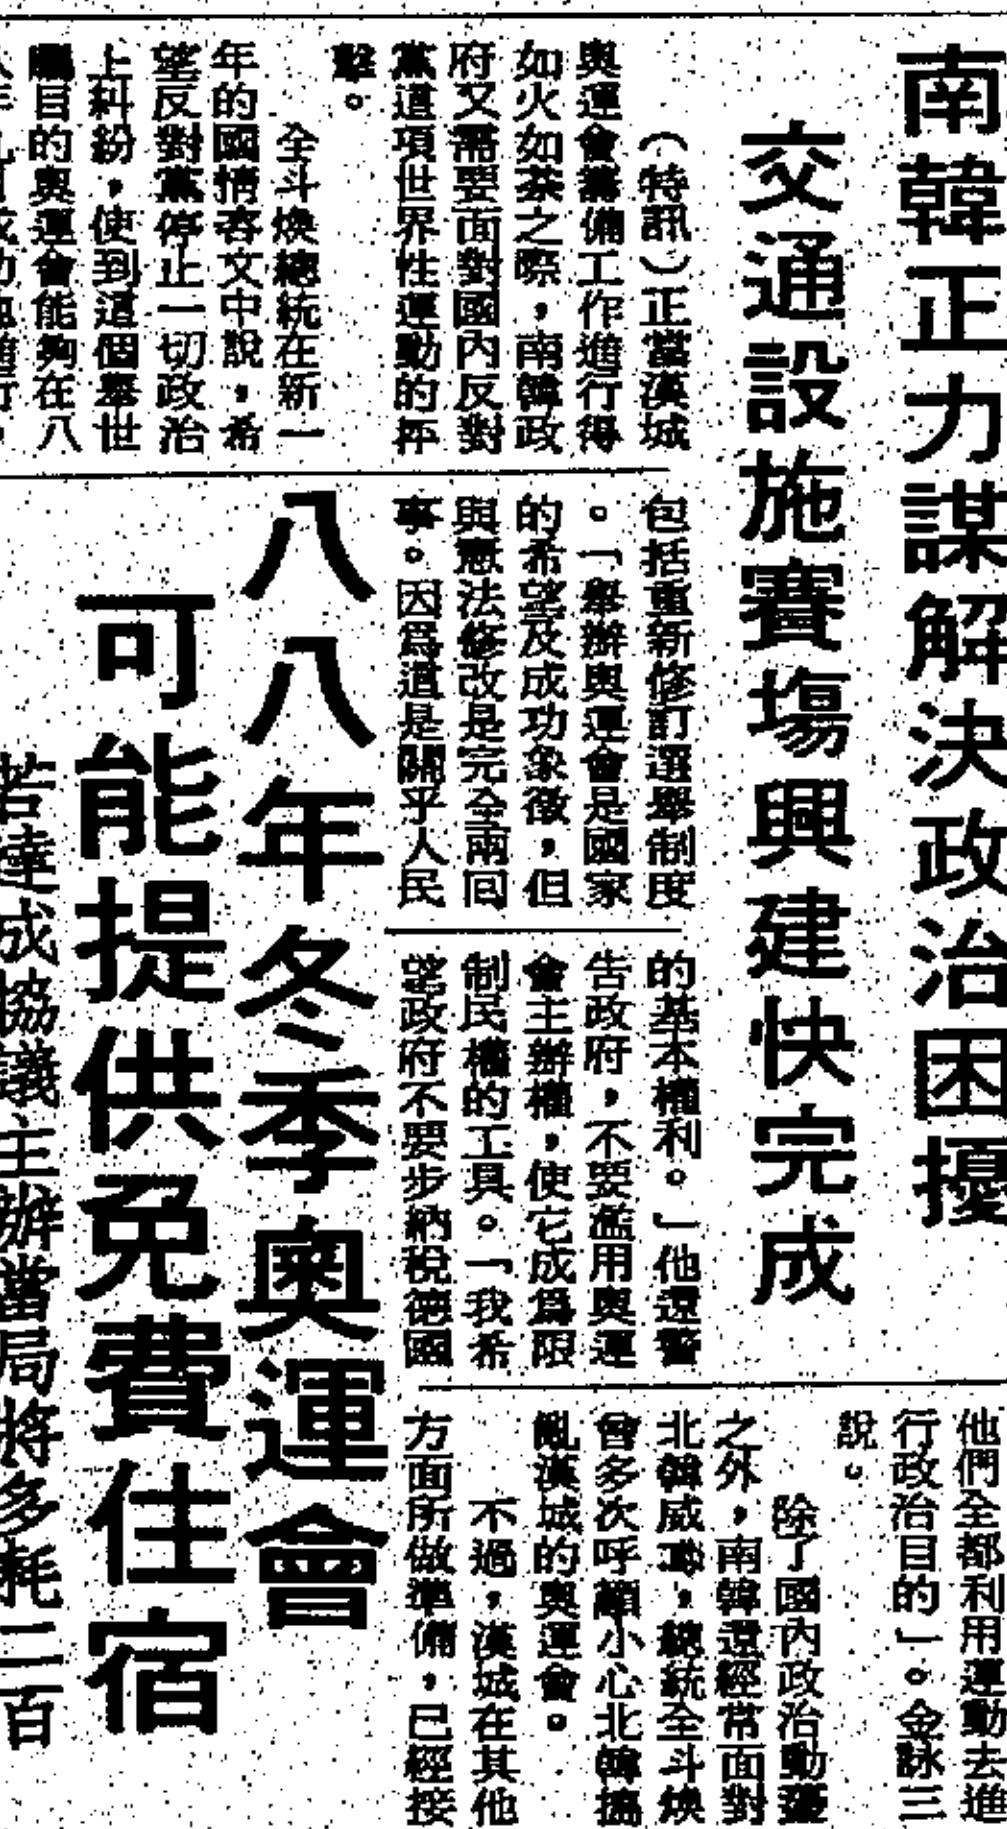 南韓正力謀解決政治困擾
交通設施賽場興建快完成
（特訊）正當漢城
奧運會籌備工作進行得
如火如荼之際，南韓政
府又需要面對國內反對
黨這項世界性運動的抨
擊。
全斗煥總統在新一
年的國情咨文中說，希
望反對黨停止一切政治
上糾紛，使到這個舉世
矚目的奧運會能夠在八
包括重新修訂選舉制度
。「舉辦奧運會是國家
的希望及成功象徵，但
與憲法修改是完全兩回
事。因爲這是關乎人民
的基本權利。」他還警
告政府，不要濫用奧運
會主辦權，使它成爲限
制民權的工具。「我希
望政府不要步納稅德國
他們全都利用運動去進
行政治目的」。金詠三
說。
除了國內政治動盪
之外，南韓還經常面對
北韓威脅，總統全斗煥
曾多次呼籲小心北韓搗
亂漢城的奧運會。
不過，漢城在其他
方面所做準備，已經接
八八年冬季奧運會
可能提供免費住宿
若達成協議主辦當局將多耗二百